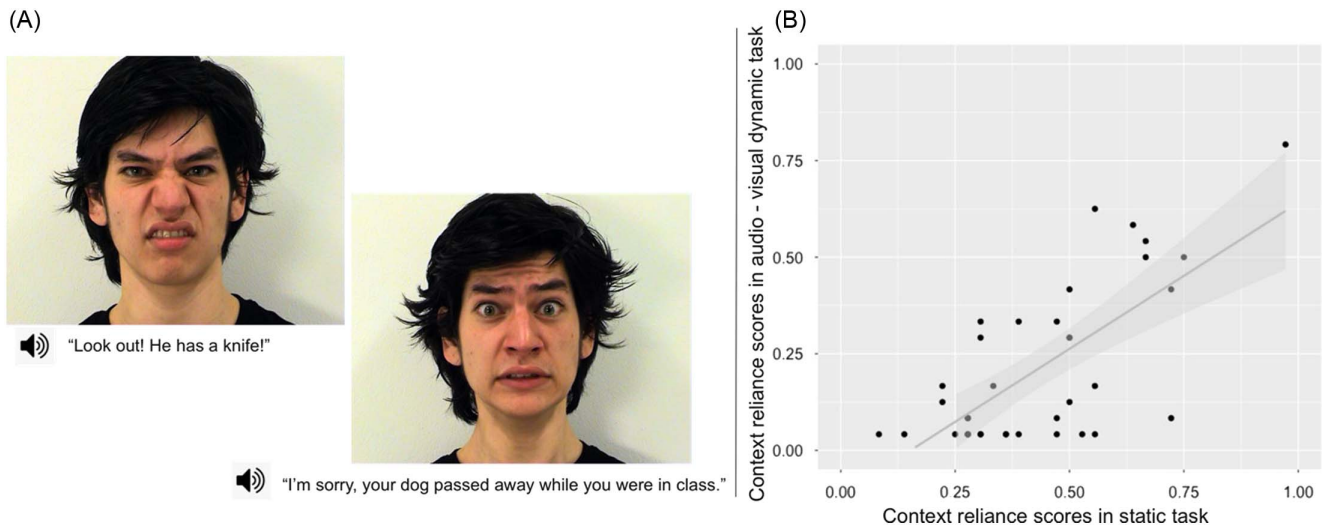 (A)
“Look out! He has a knife!”
“I’m sorry, your dog passed away while you were in class.”
(B)
Context reliance scores in audio - visual dynamic task
1.00
0.75
0.50
0.25
0.00
0.00 0.25 0.50 0.75 1.00
Context reliance scores in static task